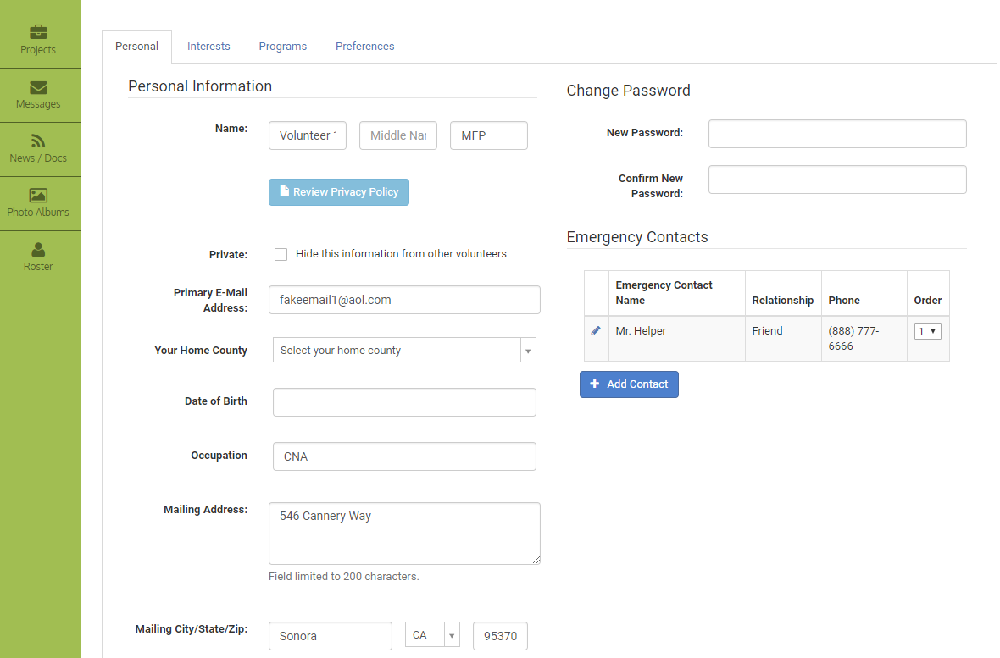 Projects
Messages
News / Docs
Photo Albums
Roster
Personal
Interests
Programs
Preferences
Personal Information
Name:
Volunteer
Middle Nar
MFP
Review Privacy Policy
Private:
Hide this information from other volunteers
Primary E-Mail
Address:
fakeemail1@aol.com
Your Home County
Select your home county
Date of Birth
Occupation
CNA
Mailing Address:
546 Cannery Way
Field limited to 200 characters.
Mailing City/State/Zip:
Sonora
CA
95370
Change Password
New Password:
Confirm New
Password:
Emergency Contacts
Emergency Contact
Name
Relationship
Phone
Order
Mr. Helper
Friend
(888) 777-
6666
1
Add Contact